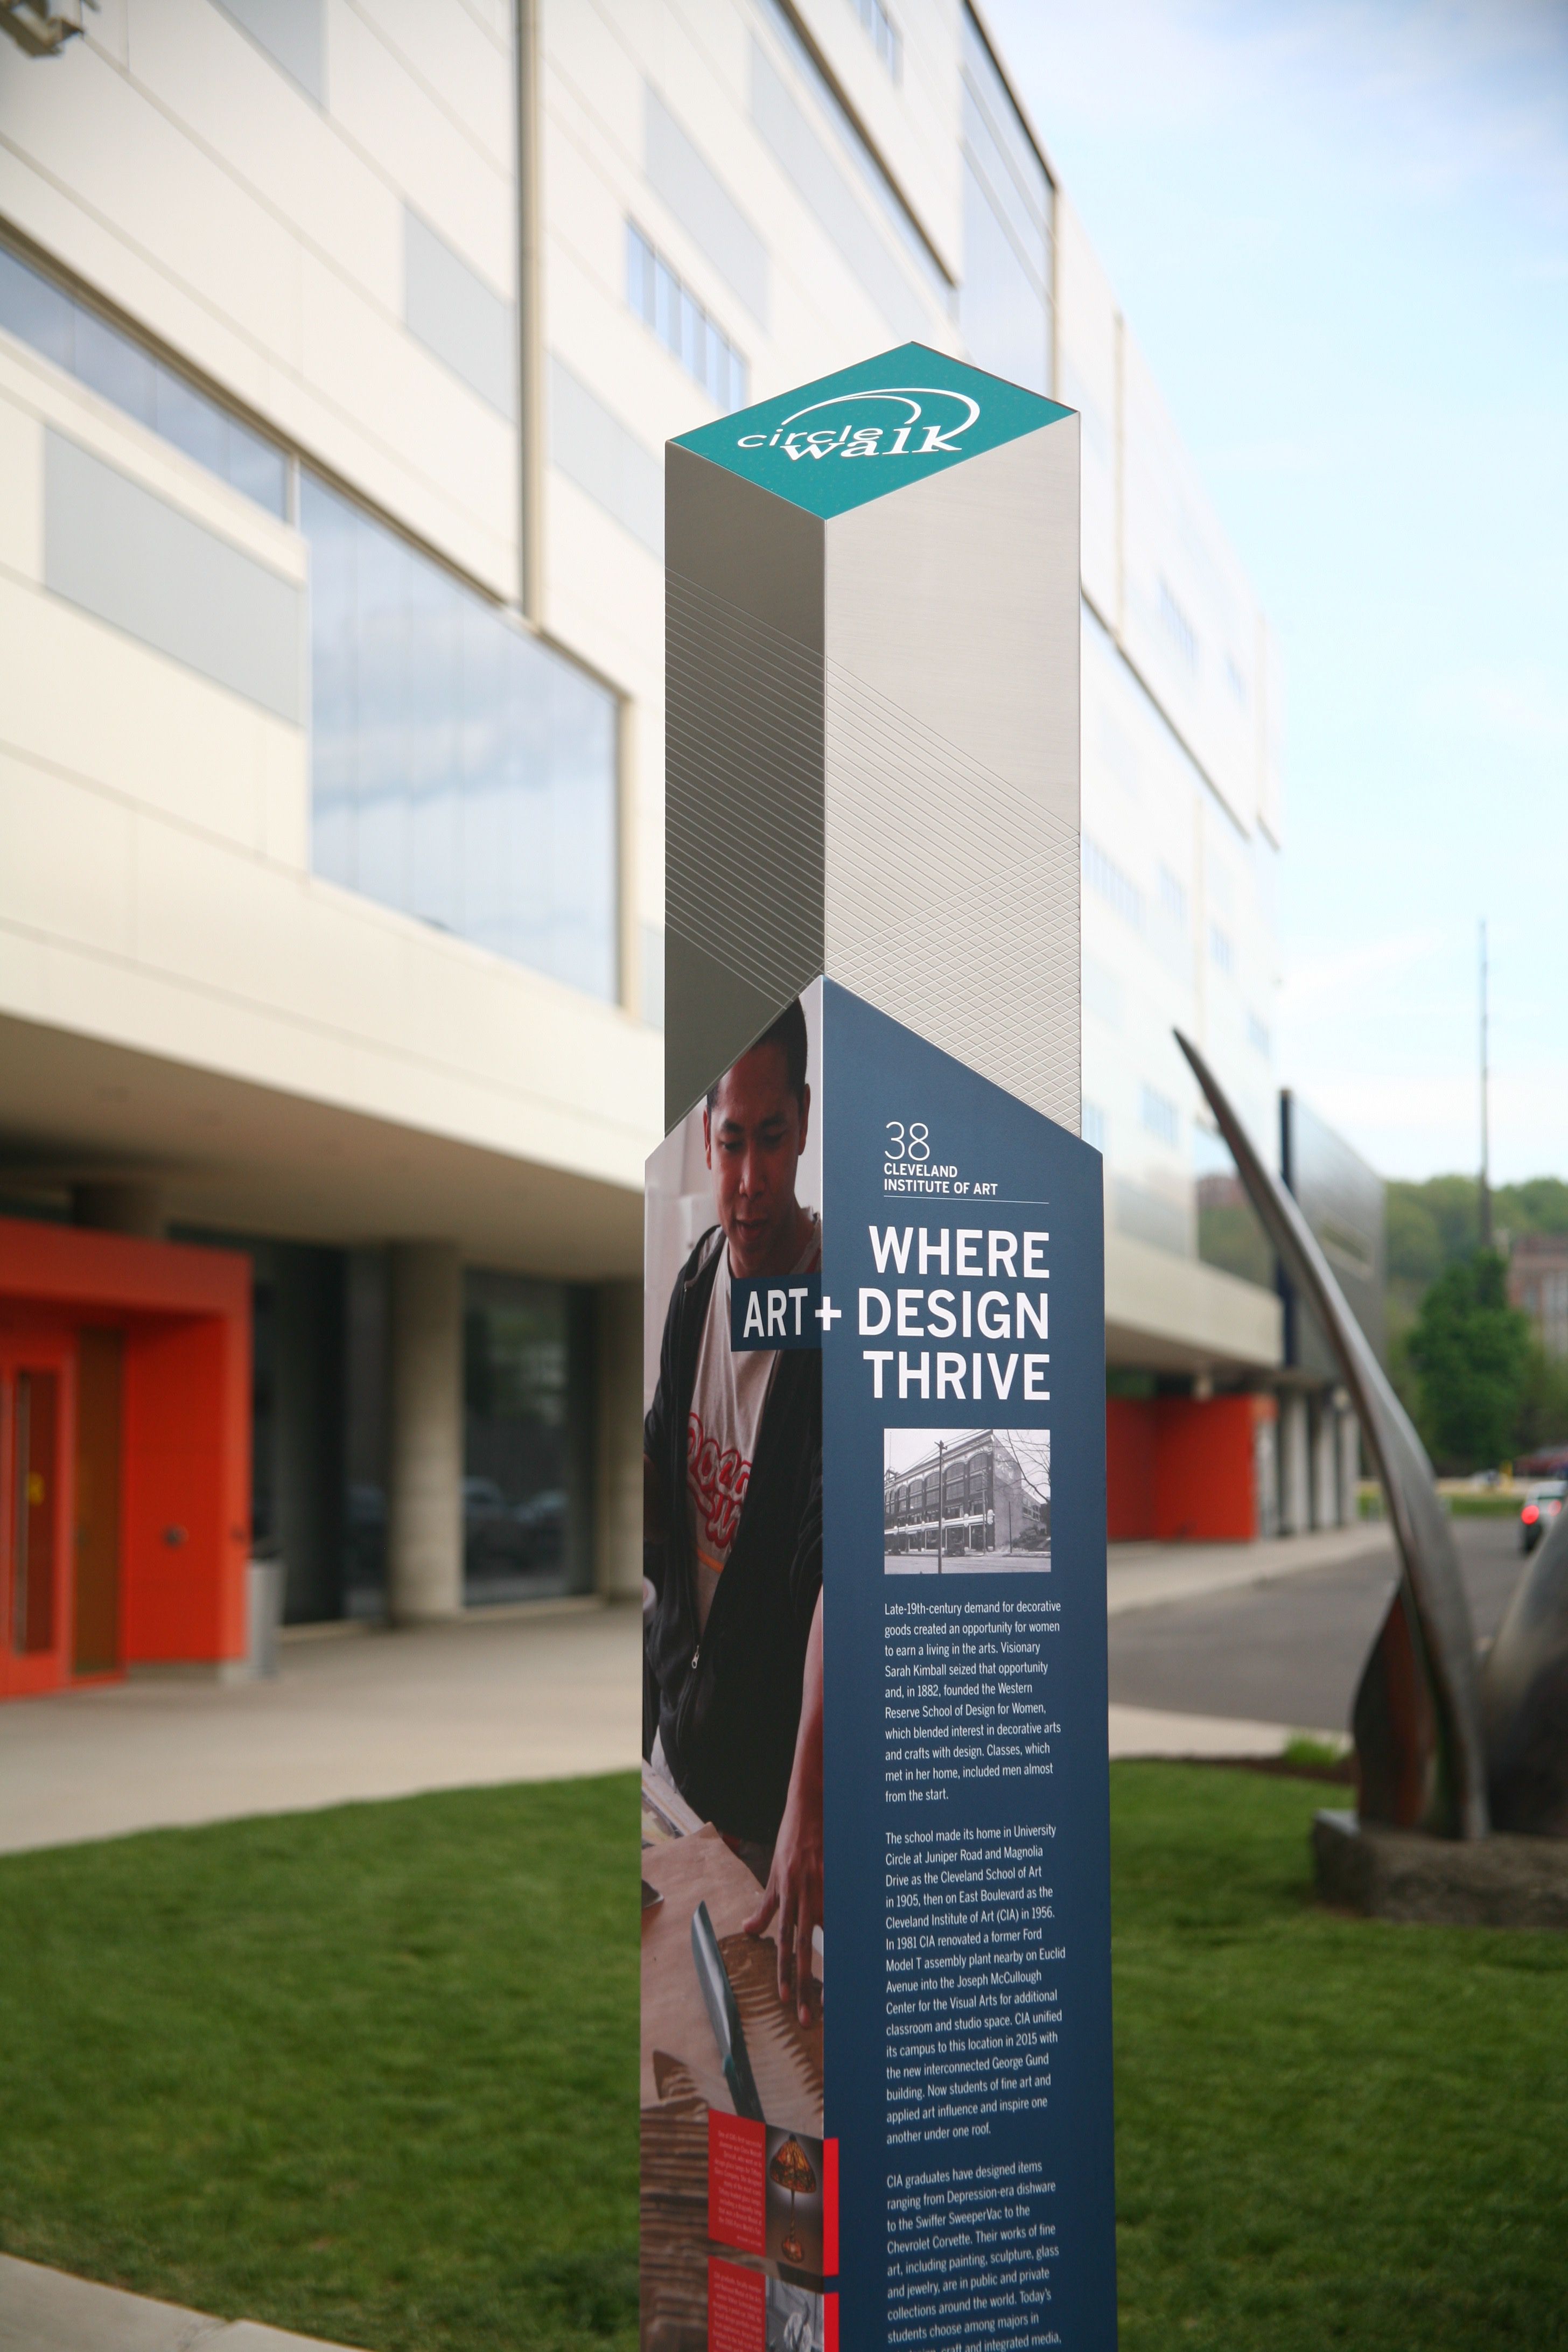 circle
walk
38
CLEVELAND
INSTITUTE OF ART
WHERE
ART + DESIGN
THRIVE
Late-19th-century demand for decorative
goods created an opportunity for women
to earn a living in the arts. Visionary
Sarah Kimball seized that opportunity
and, in 1882, founded the Western
Reserve School of Design for Women,
which blended interest in decorative arts
and crafts with design. Classes, which
met in her home, included men almost
from the start.
The school made its home in University
Circle at Juniper Road and Magnolia
Drive as the Cleveland School of Art
in 1905, then on East Boulevard as the
Cleveland Institute of Art (CIA) in 1956.
In 1981 CIA renovated a former Ford
Model T assembly plant nearby on Euclid
Avenue into the Joseph McCullough
Center for the Visual Arts for additional
classroom and studio space. CIA unified
its campus to this location in 2015 with
the new interconnected George Gund
building. Now students of fine art and
applied art influence and inspire one
another under one roof.
CIA graduates have designed items
ranging from Depression-era dishware
to the Swiffer SweeperVac to the
Chevrolet Corvette. Their works of fine
art, including painting, sculpture, glass
and jewelry, are in public and private
collections around the world. Today's
students choose among majors in
craft and integrated media,